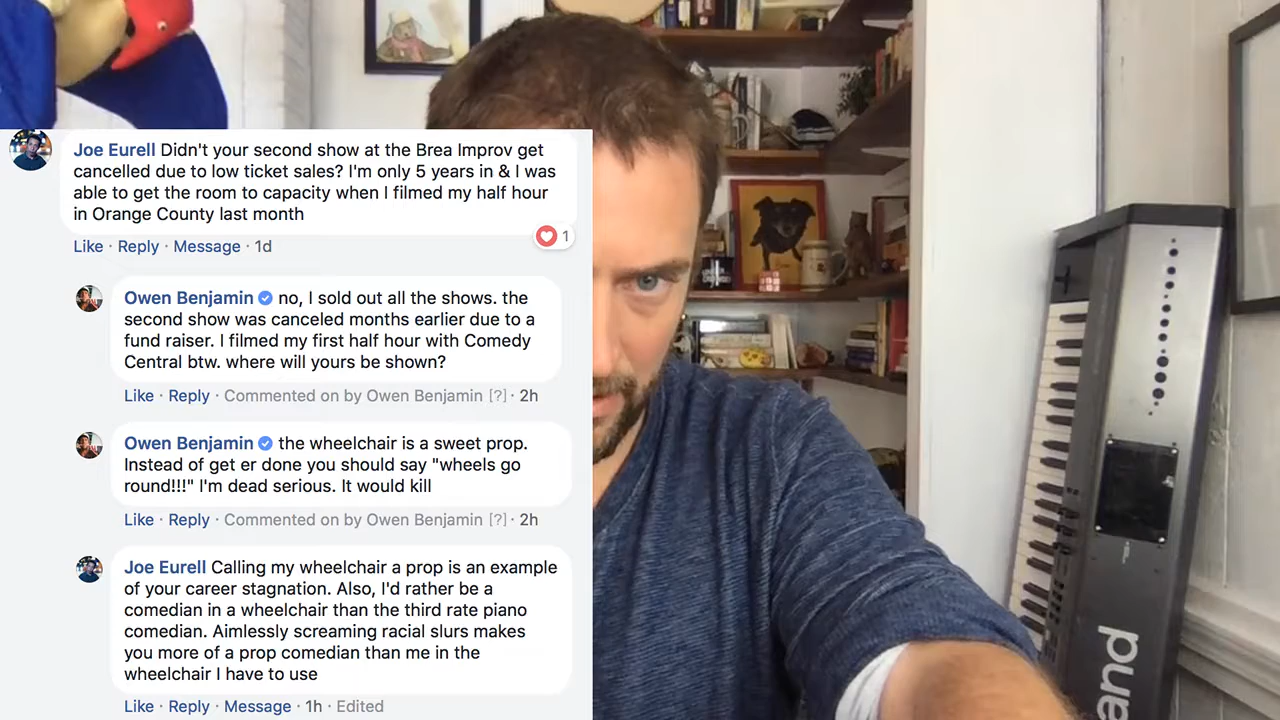 Joe Eurell Didn't your second show at the Brea Improv get
cancelled due to low ticket sales? I'm only 5 years in & I was
able to get the room to capacity when I filmed my half hour
in Orange County last month
Like · Reply · Message · 1d
1
Owen Benjamin no, I sold out all the shows. the
second show was canceled months earlier due to a
fund raiser. I filmed my first half hour with Comedy
Central btw. where will yours be shown?
Like · Reply · Commented on by Owen Benjamin [?] · 2h
Owen Benjamin the wheelchair is a sweet prop.
Instead of get er done you should say "wheels go
round!!!" I'm dead serious. It would kill
Like · Reply · Commented on by Owen Benjamin [?] · 2h
Joe Eurell Calling my wheelchair a prop is an example
of your career stagnation. Also, I'd rather be a
comedian in a wheelchair than the third rate piano
comedian. Aimlessly screaming racial slurs makes
you more of a prop comedian than me in the
wheelchair I have to use
Like · Reply · Message · 1h · Edited
and